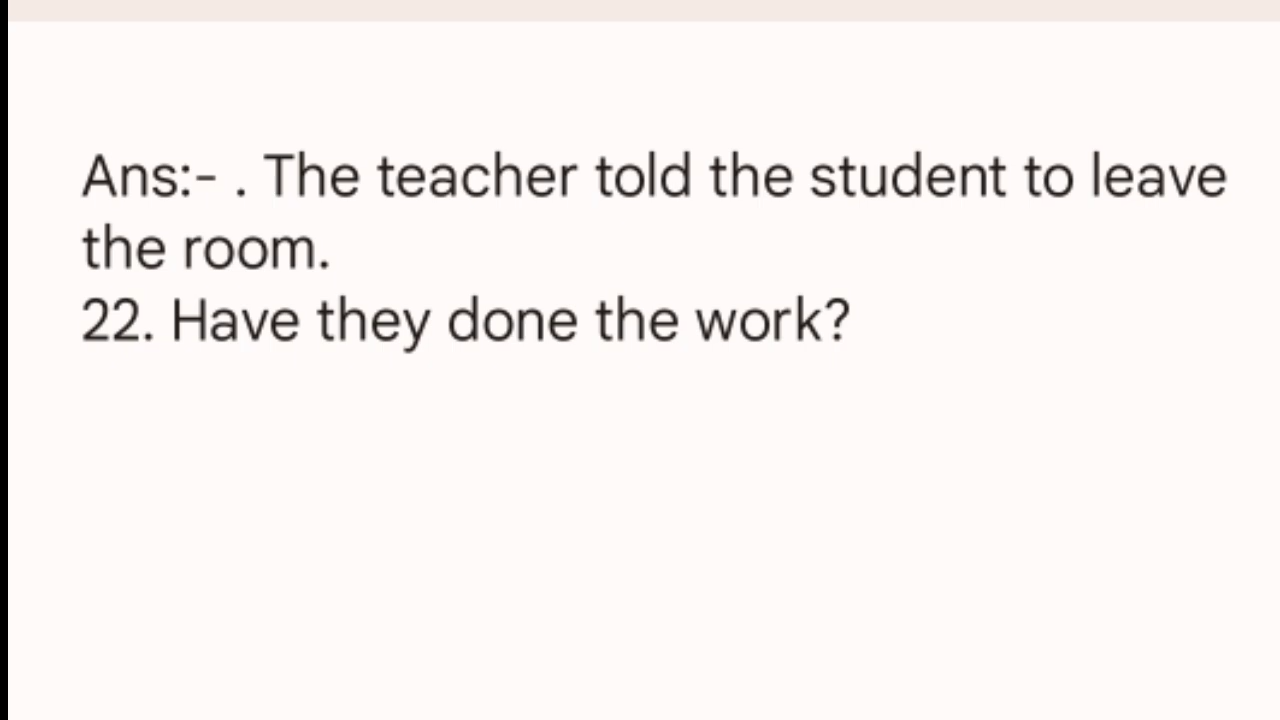 Ans:- . The teacher told the student to leave
the room.
22. Have they done the work?